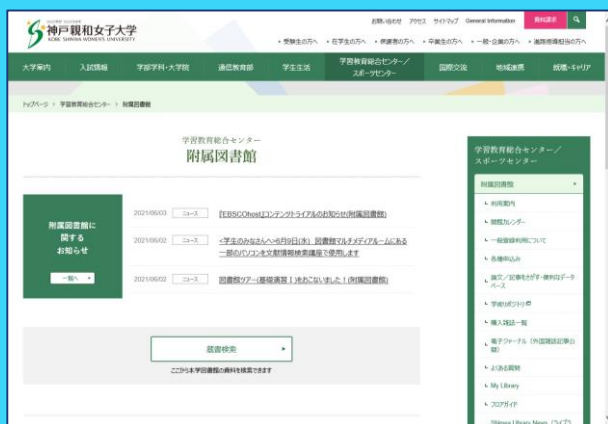 神戸親和女子大学
KOBE SHINWA WOMEN'S UNIVERSITY
お問い合わせ アクセス サイトマップ General Information 資料請求
受験生の方へ 在学生の方へ 保護者の方へ 卒業生の方へ 一般・企業の方へ 進路指導担当の方へ
大学案内 入試情報 学部学科・大学院 通信教育部 学生生活 学習教育総合センター/スポーツセンター 国際交流 地域連携 就職・キャリア
トップページ > 学習教育総合センター > 附属図書館
学習教育総合センター
附属図書館
附属図書館に
関する
お知らせ
一覧へ
2021/06/03 ニュース 『EBSCOhost』コンテンツトライアルのお知らせ(附属図書館)
2021/06/02 ニュース <学生のみなさんへ>6月9日(水) 図書館マルチメディアルームにある
一部のパソコンを文献情報検索講座で使用します
2021/06/02 ニュース 図書館ツアー(基礎演習Ⅰ)をおこないました!(附属図書館)
蔵書検索
ここから本学図書館の資料を検索できます
学習教育総合センター/
スポーツセンター
附属図書館
利用案内
開館カレンダー
一般登録利用について
各種申込み
論文/記事をさがす・便利なデータ
ベース
学術リポジトリ
購入雑誌一覧
電子ジャーナル(外国雑誌記事公
開)
よくある質問
My Library
フロアガイド
Shinwa Library News(ライブラ